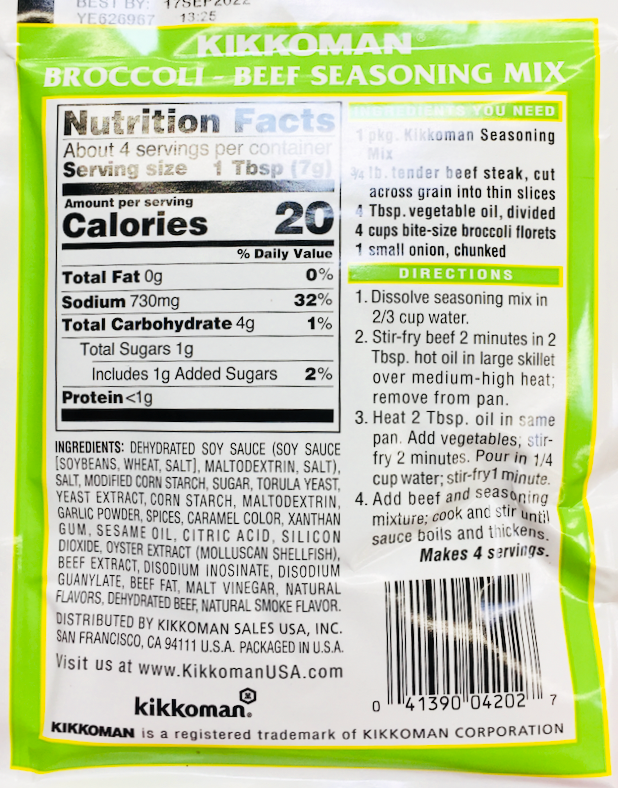 BEST BY: 17SEP2022
YE626987 13:25
KIKKOMAN®
BROCCOLI - BEEF SEASONING MIX
Nutrition Facts
About 4 servings per container
Serving size 1 Tbsp (7g)
Amount per serving
Calories 20
% Daily Value
Total Fat 0g 0%
Sodium 730mg 32%
Total Carbohydrate 4g 1%
Total Sugars 1g
Includes 1g Added Sugars 2%
Protein <1g
INGREDIENTS: DEHYDRATED SOY SAUCE (SOY SAUCE
[SOYBEANS, WHEAT, SALT], MALTODEXTRIN, SALT),
SALT, MODIFIED CORN STARCH, SUGAR, TORULA YEAST,
YEAST EXTRACT, CORN STARCH, MALTODEXTRIN,
GARLIC POWDER, SPICES, CARAMEL COLOR, XANTHAN
GUM, SESAME OIL, CITRIC ACID, SILICON
DIOXIDE, OYSTER EXTRACT (MOLLUSCAN SHELLFISH),
BEEF EXTRACT, DISODIUM INOSINATE, DISODIUM
GUANYLATE, BEEF FAT, MALT VINEGAR, NATURAL
FLAVORS, DEHYDRATED BEEF, NATURAL SMOKE FLAVOR.
DISTRIBUTED BY KIKKOMAN SALES USA, INC.
SAN FRANCISCO, CA 94111 U.S.A. PACKAGED IN U.S.A.
Visit us at www.KikkomanUSA.com
kikkoman®
INGREDIENTS YOU NEED
1 pkg. Kikkoman Seasoning
Mix
¾ lb. tender beef steak, cut
across grain into thin slices
4 Tbsp. vegetable oil, divided
4 cups bite-size broccoli florets
1 small onion, chunked
DIRECTIONS
1. Dissolve seasoning mix in
2/3 cup water.
2. Stir-fry beef 2 minutes in 2
Tbsp. hot oil in large skillet
over medium-high heat;
remove from pan.
3. Heat 2 Tbsp. oil in same
pan. Add vegetables; stir-
fry 2 minutes. Pour in 1/4
cup water; stir-fry1 minute.
4. Add beef and seasoning
mixture; cook and stir until
sauce boils and thickens.
Makes 4 servings.
0 41390 04202 7
KIKKOMAN is a registered trademark of KIKKOMAN CORPORATION